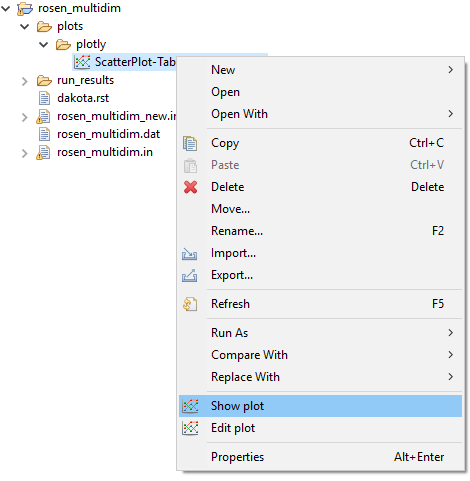 rosen_multidim
plots
plotly
ScatterPlot-Tab
run_results
dakota.rst
rosen_multidim_new.in
rosen_multidim.dat
rosen_multidim.in
New
Open
Open With
Copy Ctrl+C
Paste Ctrl+V
Delete Delete
Move...
Rename... F2
Import...
Export...
Refresh F5
Run As
Compare With
Replace With
Show plot
Edit plot
Properties Alt+Enter